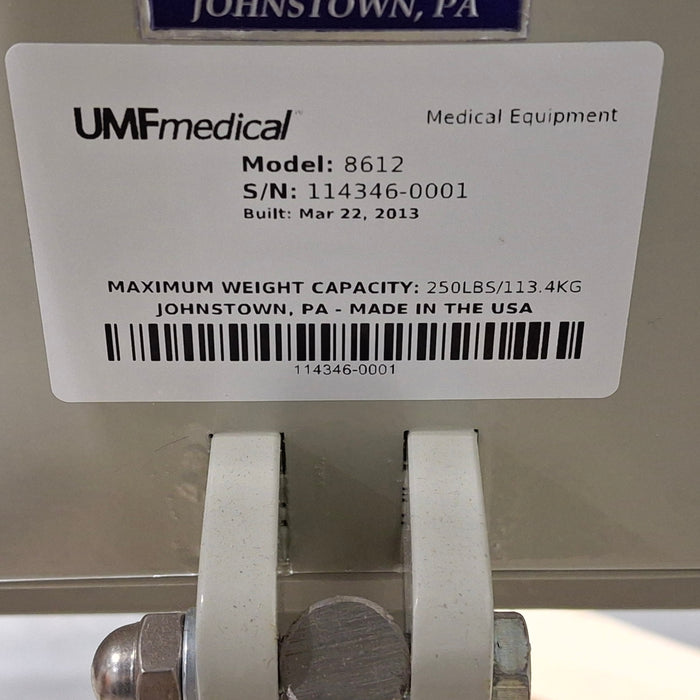 JOHNSTOWN, PA
UMFmedical™
Medical Equipment
Model: 8612
S/N: 114346-0001
Built: Mar 22, 2013
MAXIMUM WEIGHT CAPACITY: 250LBS/113.4KG
JOHNSTOWN, PA - MADE IN THE USA
114346-0001